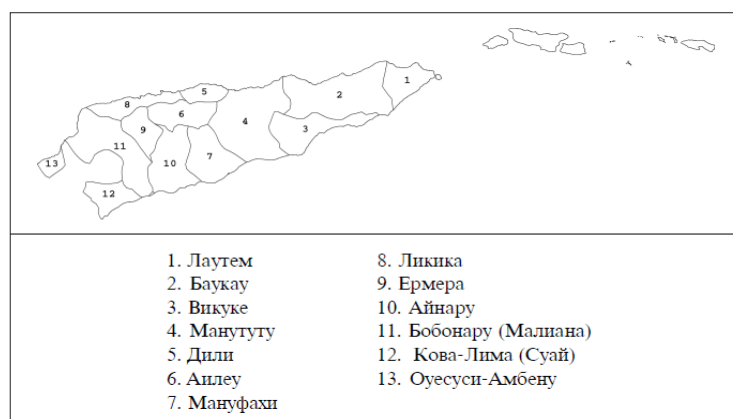 1
2
3
4
5
6
7
8
9
10
11
12
13
1. Лаутем
2. Баукау
3. Викуке
4. Манутуту
5. Дили
6. Аилеу
7. Мануфахи
8. Ликика
9. Ермера
10. Айнару
11. Бобонару (Малиана)
12. Кова-Лима (Суай)
13. Оуесуси-Амбену